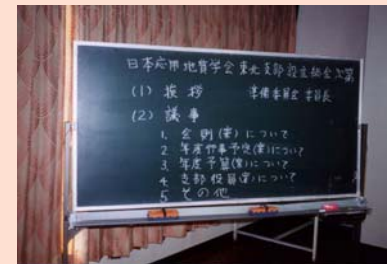 日本応用地質学会東北支部設立総会次第
(1) 挨拶 準備委員会 委員長
(2) 議事
1. 会則(案)について
2. 年度行事予定(案)について
3. 年度予算(案)について
4. 支部役員(案)について
5. その他